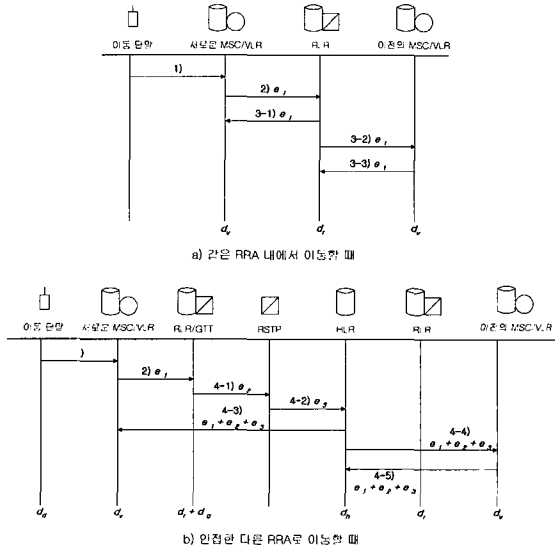 이동 단말 새로운 MSC/VLR RLR 이전의 MSC/VLR
1)
2) e₁
3-1) e₁
3-2) e₁
3-3) e₁
dᵥ dᵣ dᵥ
a) 같은 RRA 내에서 이동할 때
이동 단말 새로운 MSC/VLR RLR/GTT RSTP HLR RLR 이전의 MSC/VLR
)
2) e₁
4-1) e₂
4-2) e₃
4-3)
e₁+e₂+e₃
4-4)
e₁+e₂+e₃
4-5)
e₁+e₂+e₃
d_d dᵥ dᵣ+d_g d_h dᵣ dᵥ
b) 인접한 다른 RRA로 이동할 때